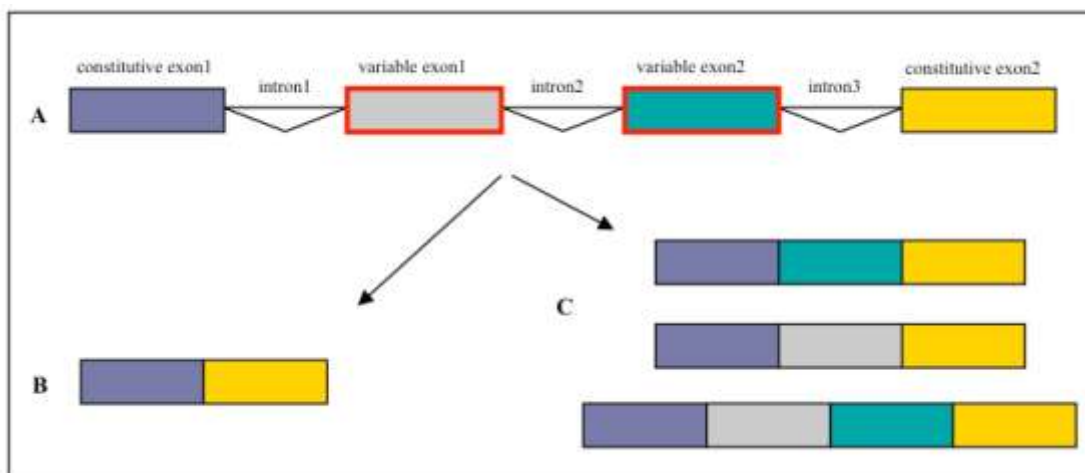 constitutive exon1
variable exon1
variable exon2
constitutive exon2
intron1
intron2
intron3
A
C
B